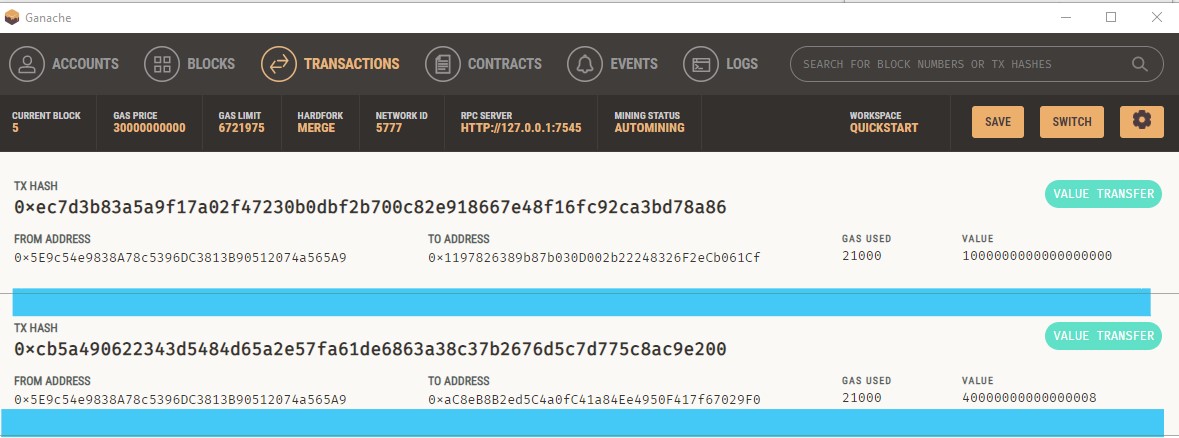 Ganache
ACCOUNTS BLOCKS TRANSACTIONS CONTRACTS EVENTS LOGS SEARCH FOR BLOCK NUMBERS OR TX HASHES
CURRENT BLOCK GAS PRICE GAS LIMIT HARDFORK NETWORK ID RPC SERVER MINING STATUS WORKSPACE
5 30000000000 6721975 MERGE 5777 HTTP://127.0.0.1:7545 AUTOMINING QUICKSTART SAVE SWITCH
TX HASH
0×ec7d3b83a5a9f17a02f47230b0dbf2b700c82e918667e48f16fc92ca3bd78a86 VALUE TRANSFER
FROM ADDRESS TO ADDRESS GAS USED VALUE
0×5E9c54e9838A78c5396DC3813B90512074a565A9 0×1197826389b87b030D002b22248326F2eCb061Cf 21000 1000000000000000000
TX HASH
0×cb5a490622343d5484d65a2e57fa61de6863a38c37b2676d5c7d775c8ac9e200 VALUE TRANSFER
FROM ADDRESS TO ADDRESS GAS USED VALUE
0×5E9c54e9838A78c5396DC3813B90512074a565A9 0×aC8eB8B2ed5C4a0fC41a84Ee4950F417f67029F0 21000 40000000000000008